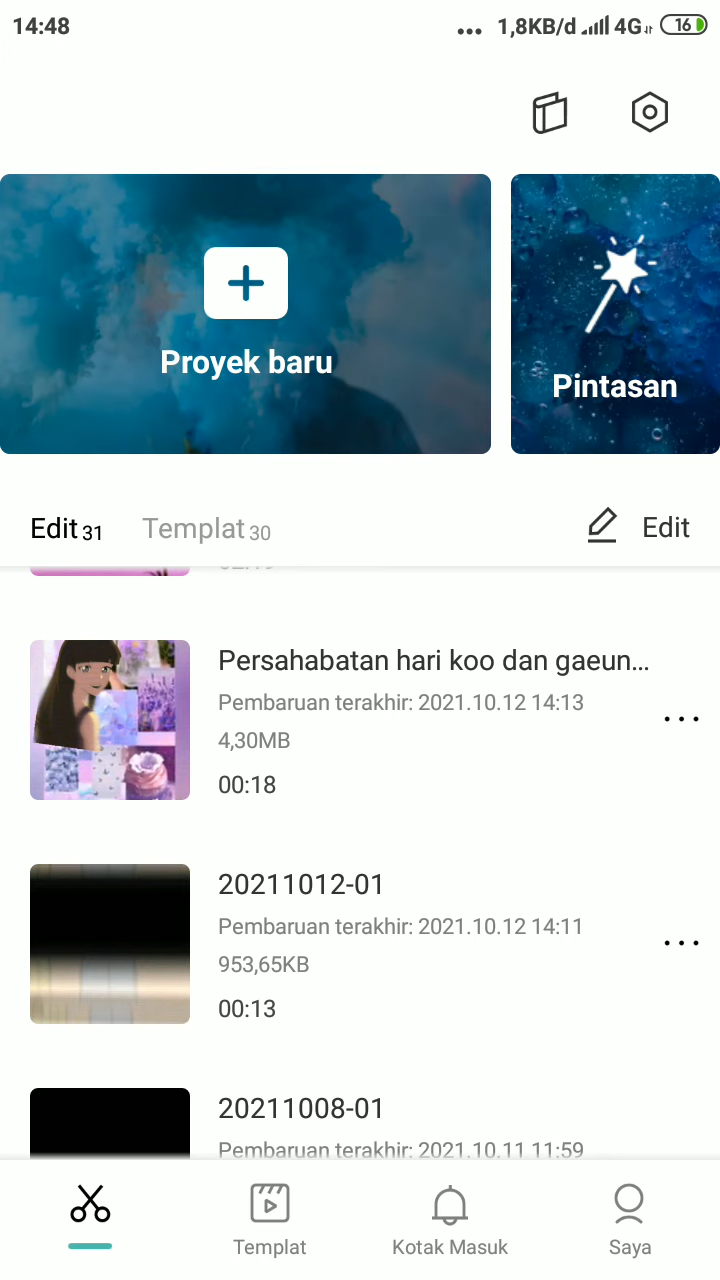 14:48
... 1,8KB/d 4G 16
Proyek baru
Pintasan
Edit 31
Templat 30
Edit
Persahabatan hari koo dan gaeun...
Pembaruan terakhir: 2021.10.12 14:13
4,30MB
00:18
20211012-01
Pembaruan terakhir: 2021.10.12 14:11
953,65KB
00:13
20211008-01
Pembaruan terakhir: 2021.10.11 11:59
Templat
Kotak Masuk
Saya